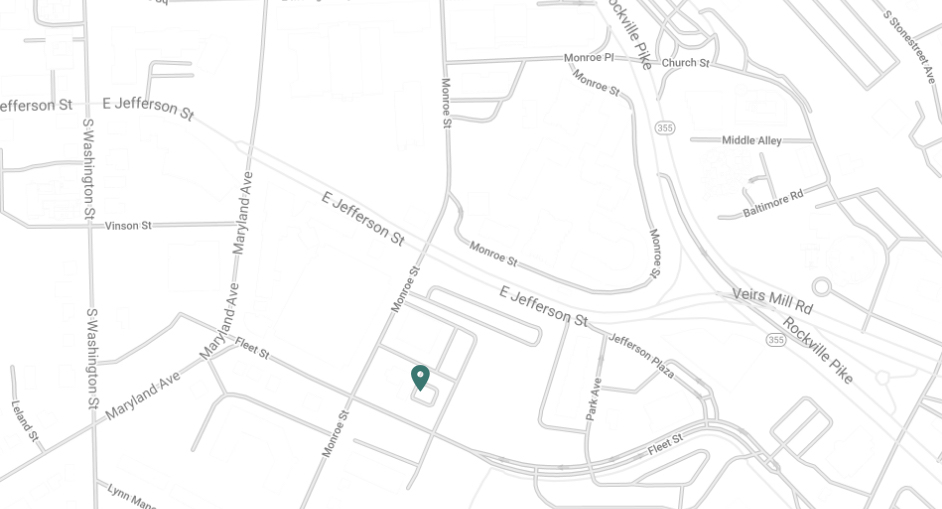 Rockville Pike
S Stonestreet Ave
Monroe Pl
Church St
Monroe St
Monroe St
efferson St
E Jefferson St
355
S Washington St
Middle Alley
Maryland Ave
E Jefferson St
Baltimore Rd
Vinson St
Monroe St
Monroe St
Monroe St
E Jefferson St
Veirs Mill Rd
S Washington St
Maryland Ave
Fleet St
Jefferson Plaza
355
Rockville Pike
Maryland Ave
Park Ave
Leland St
Monroe St
Fleet St